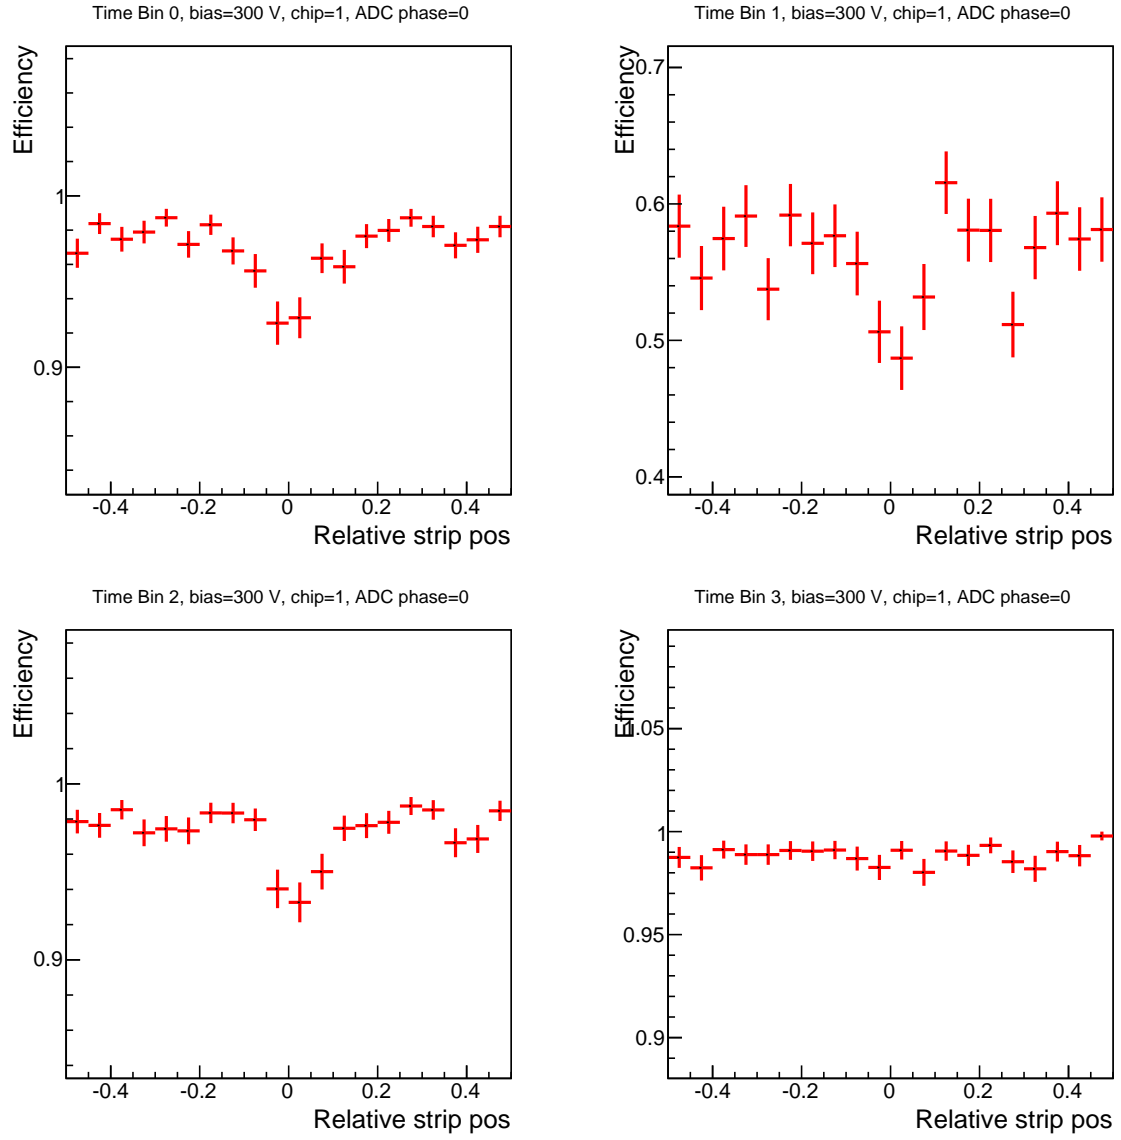 Time Bin 0, bias=300 V, chip=1, ADC phase=0
Efficiency
1
0.9
-0.4 -0.2 0 0.2 0.4
Relative strip pos
Time Bin 1, bias=300 V, chip=1, ADC phase=0
Efficiency
0.7
0.6
0.5
0.4
-0.4 -0.2 0 0.2 0.4
Relative strip pos
Time Bin 2, bias=300 V, chip=1, ADC phase=0
Efficiency
1
0.9
-0.4 -0.2 0 0.2 0.4
Relative strip pos
Time Bin 3, bias=300 V, chip=1, ADC phase=0
Efficiency
1.05
1
0.95
0.9
-0.4 -0.2 0 0.2 0.4
Relative strip pos